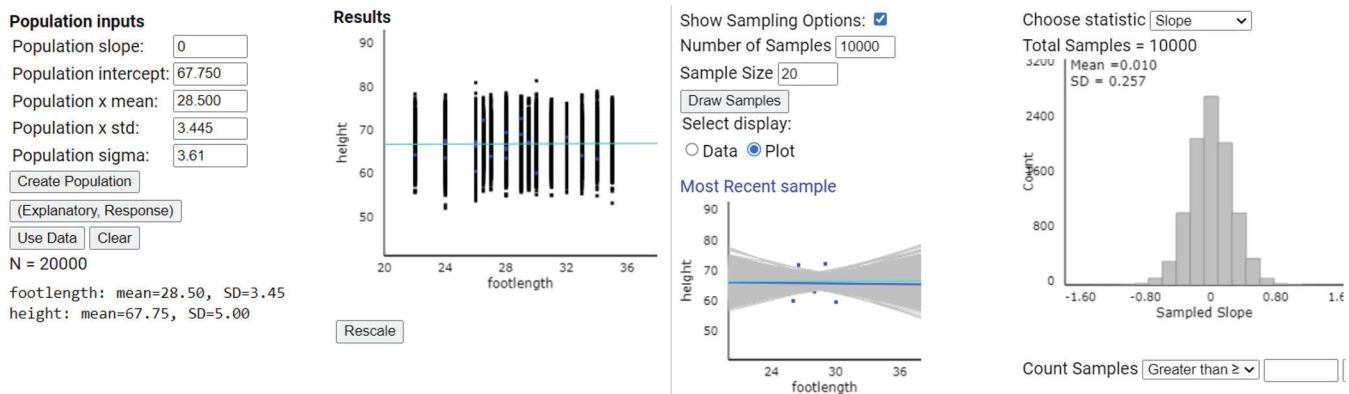 Population inputs
Population slope: 0
Population intercept: 67.750
Population x mean: 28.500
Population x std: 3.445
Population sigma: 3.61
Create Population
(Explanatory, Response)
Use Data Clear
N = 20000
footlength: mean=28.50, SD=3.45
height: mean=67.75, SD=5.00
Results
height
90
80
70
60
50
20 24 28 32 36
footlength
Rescale
Show Sampling Options:
Number of Samples 10000
Sample Size 20
Draw Samples
Select display:
Data Plot
Most Recent sample
height
90
80
70
60
50
24 30 36
footlength
Choose statistic Slope
Total Samples = 10000
Mean =0.010
SD = 0.257
Count
3200
2400
1600
800
0
-1.60 -0.80 0 0.80 1.6
Sampled Slope
Count Samples Greater than ≥